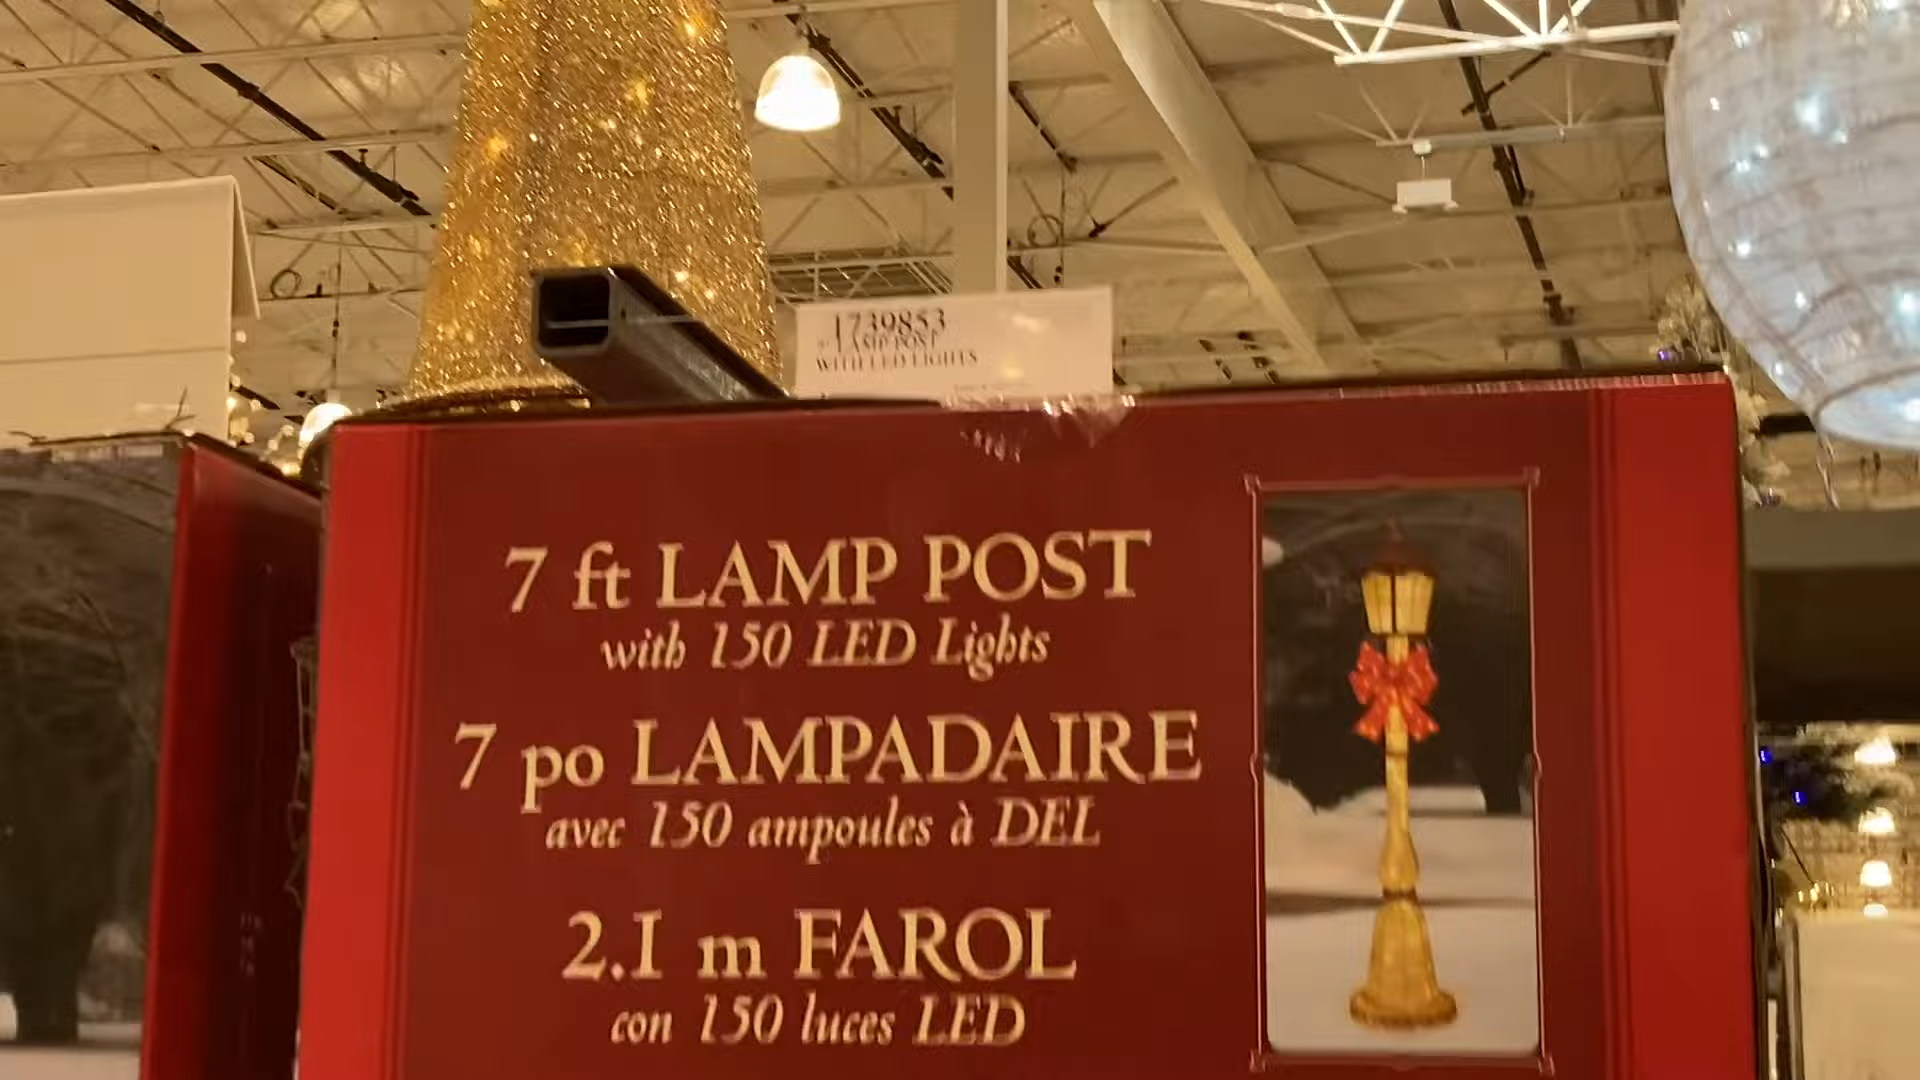 1739853
7' LAMP POST
WITH LED LIGHTS
7 ft LAMP POST
with 150 LED Lights
7 po LAMPADAIRE
avec 150 ampoules à DEL
2.1 m FAROL
con 150 luces LED